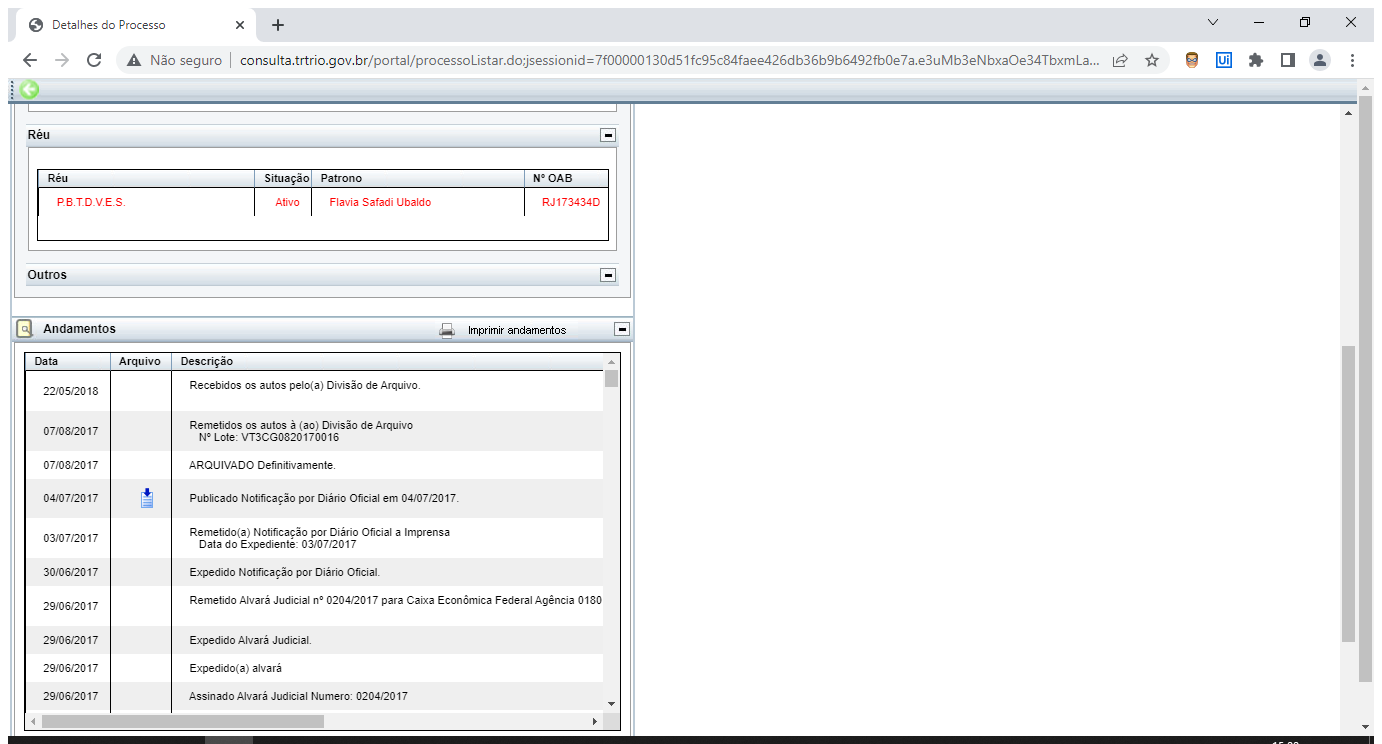 Detalhes do Processo
Não seguro
consulta.trtrio.gov.br/portal/processoListar.do;jsessionid=7f00000130d51fc95c84faee426db36b9b6492fb0e7a.e3uMb3eNbxaOe34TbxmLa...
Ui
Réu
Réu Situação Patrono Nº OAB
P.B.T.D.V.E.S. Ativo Flavia Safadi Ubaldo RJ173434D
Outros
Andamentos Imprimir andamentos
Data Arquivo Descrição
22/05/2018 Recebidos os autos pelo(a) Divisão de Arquivo.
07/08/2017 Remetidos os autos à (ao) Divisão de Arquivo
Nº Lote: VT3CG0820170016
07/08/2017 ARQUIVADO Definitivamente.
04/07/2017 Publicado Notificação por Diário Oficial em 04/07/2017.
03/07/2017 Remetido(a) Notificação por Diário Oficial a Imprensa
Data do Expediente: 03/07/2017
30/06/2017 Expedido Notificação por Diário Oficial.
29/06/2017 Remetido Alvará Judicial nº 0204/2017 para Caixa Econômica Federal Agência 0180
29/06/2017 Expedido Alvará Judicial.
29/06/2017 Expedido(a) alvará
29/06/2017 Assinado Alvará Judicial Numero: 0204/2017